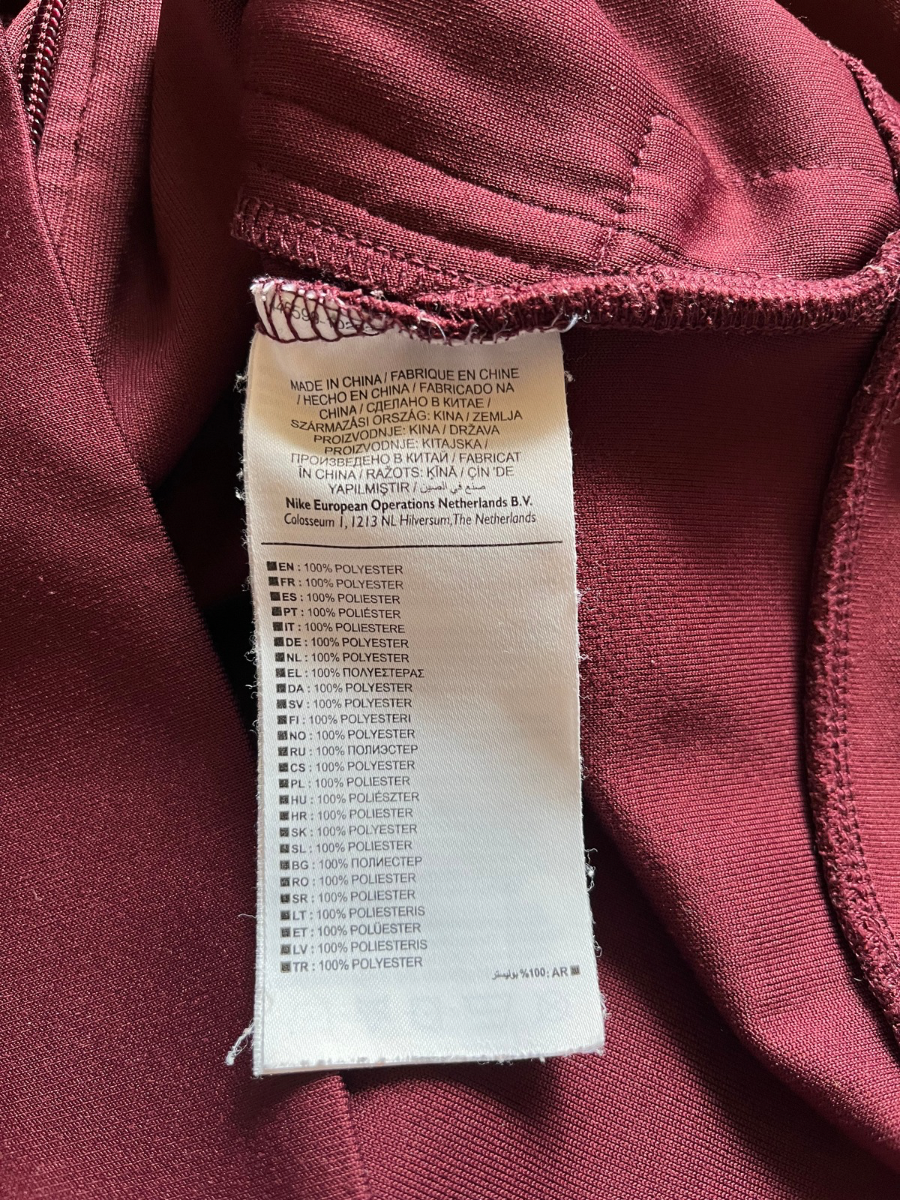 MADE IN CHINA / FABRIQUE EN CHINE
/ HECHO EN CHINA / FABRICADO NA
CHINA / СДЕЛАНО В КИТАЕ /
SZÁRMAZÁSI ORSZÁG: KINA / ZEMLJA
PROIZVODNJE: KINA / DRŽAVA
PROIZVODNJE: KITAJSKA /
ПРОИЗВЕДЕНО В КИТАЙ / FABRICAT
ÎN CHINA / RAŽOTS: ĶĪNĀ / ÇİN 'DE
YAPILMIŞTIR / صنع في الصين
Nike European Operations Netherlands B.V.
Colosseum 1, 1213 NL Hilversum,The Netherlands
EN : 100% POLYESTER
FR : 100% POLYESTER
ES : 100% POLIESTER
PT : 100% POLIÉSTER
IT : 100% POLIESTERE
DE : 100% POLYESTER
NL : 100% POLYESTER
EL : 100% ΠΟΛΥΕΣΤΕΡΑΣ
DA : 100% POLYESTER
SV : 100% POLYESTER
FI : 100% POLYESTERI
NO : 100% POLYESTER
RU : 100% ПОЛИЭСТЕР
CS : 100% POLYESTER
PL : 100% POLIESTER
HU : 100% POLIÉSZTER
HR : 100% POLIESTER
SK : 100% POLYESTER
SL : 100% POLIESTER
BG : 100% ПОЛИЕСТЕР
RO : 100% POLIESTER
SR : 100% POLIESTER
LT : 100% POLIESTERIS
ET : 100% POLÜESTER
LV : 100% POLIESTERIS
TR : 100% POLYESTER
AR :100% بوليستر